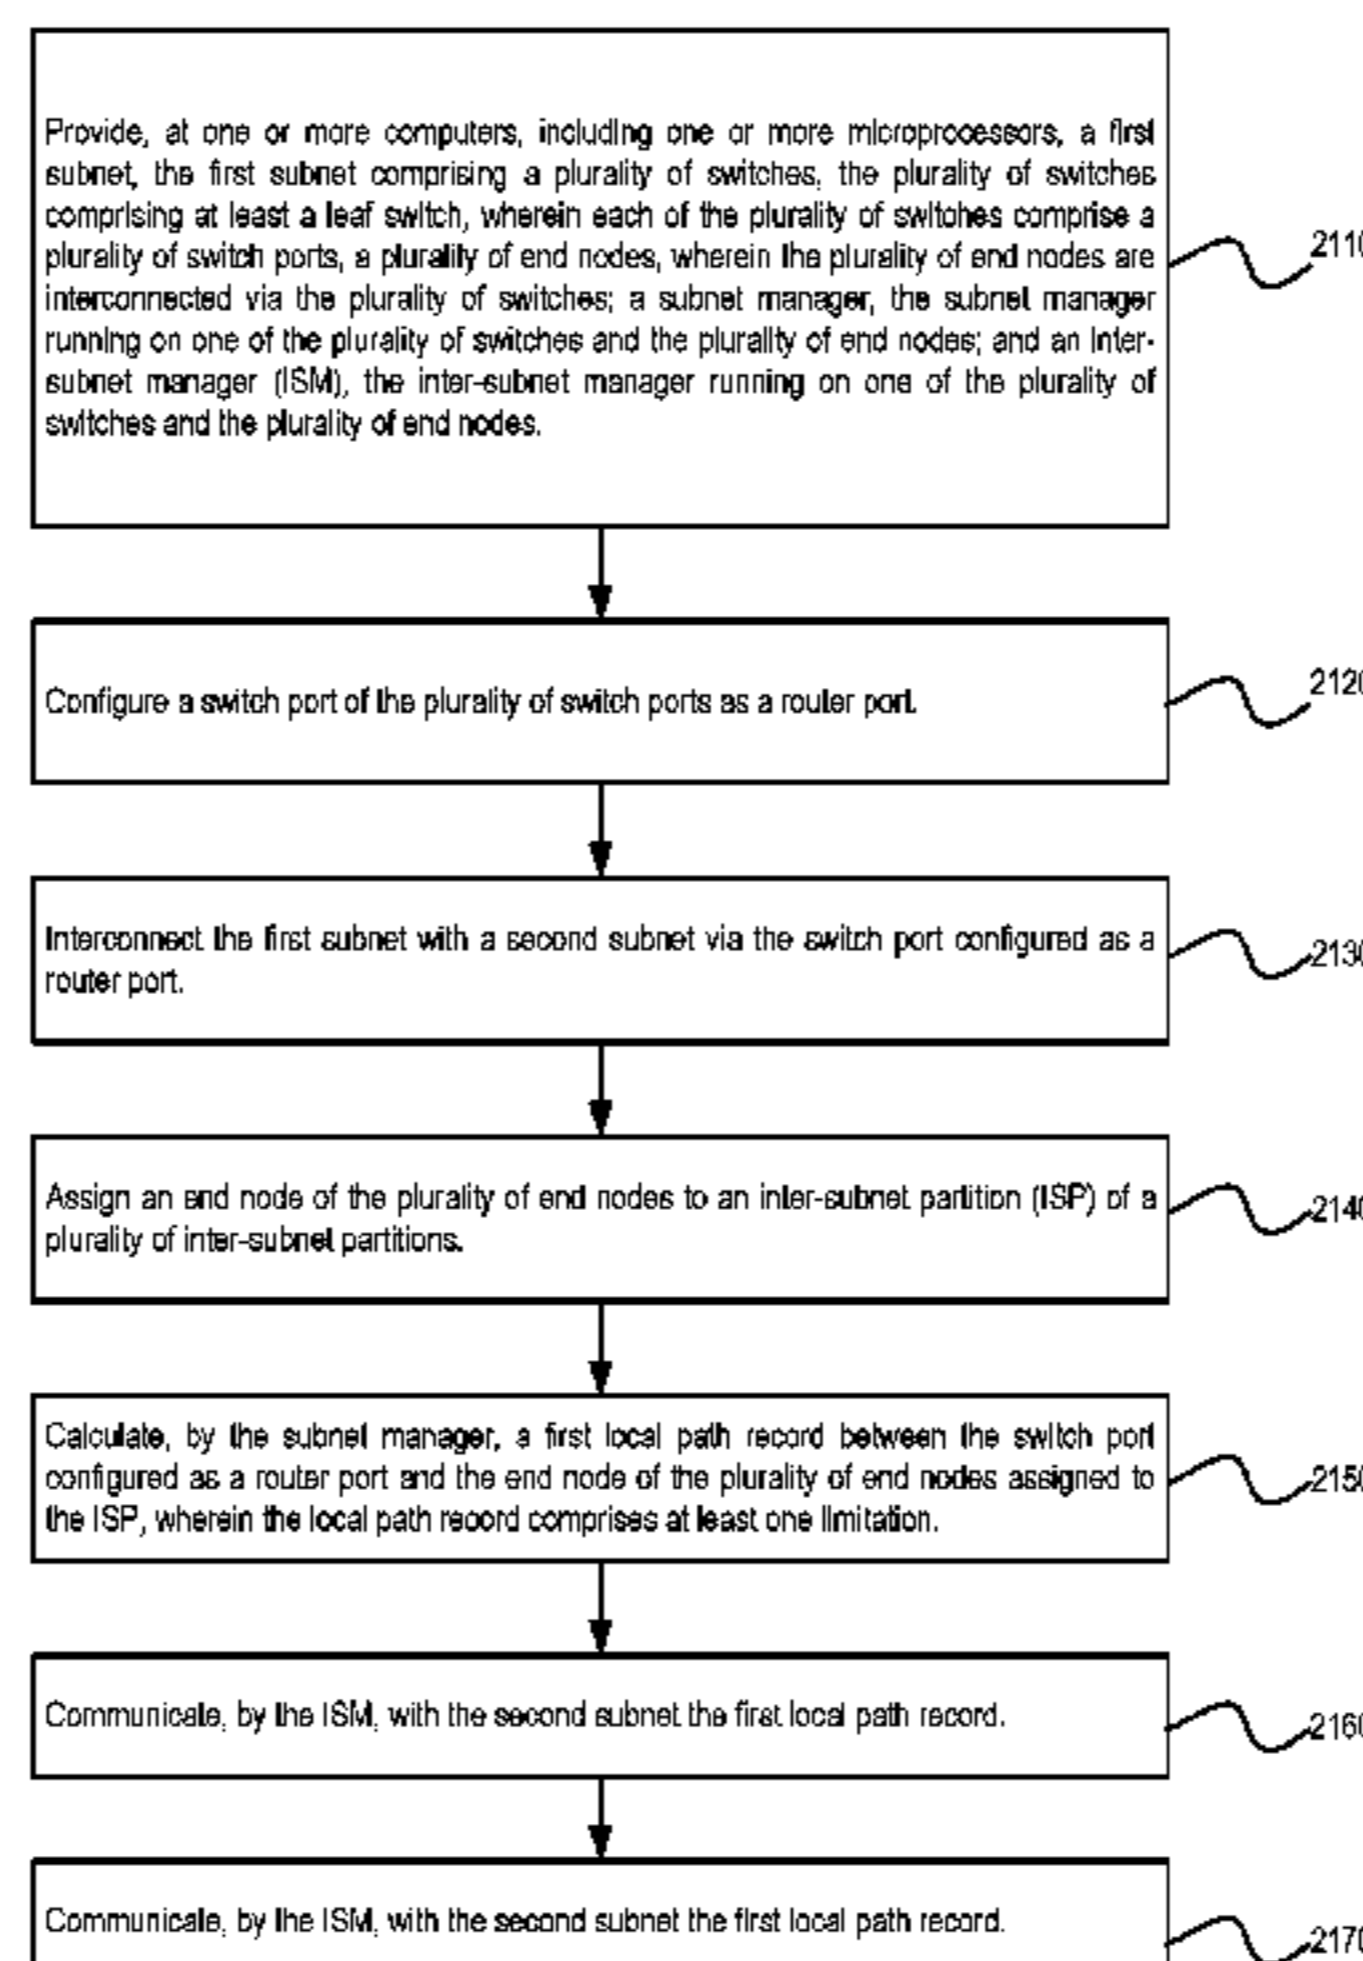 Provide, at one or more computers, including one or more microprocessors, a first
subnet, the first subnet comprising a plurality of switches, the plurality of switches
comprising at least a leaf switch, wherein each of the plurality of switches comprise a
plurality of switch ports, a plurality of end nodes, wherein the plurality of end nodes are
interconnected via the plurality of switches; a subnet manager, the subnet manager
running on one of the plurality of switches and the plurality of end nodes; and an inter-
subnet manager (ISM), the inter-subnet manager running on one of the plurality of
switches and the plurality of end nodes.
2110
Configure a switch port of the plurality of switch ports as a router port.
2120
Interconnect the first subnet with a second subnet via the switch port configured as a
router port.
2130
Assign an end node of the plurality of end nodes to an inter-subnet partition (ISP) of a
plurality of inter-subnet partitions.
2140
Calculate, by the subnet manager, a first local path record between the switch port
configured as a router port and the end node of the plurality of end nodes assigned to
the ISP, wherein the local path record comprises at least one limitation.
2150
Communicate, by the ISM, with the second subnet the first local path record.
2160
Communicate, by the ISM, with the second subnet the first local path record.
2170